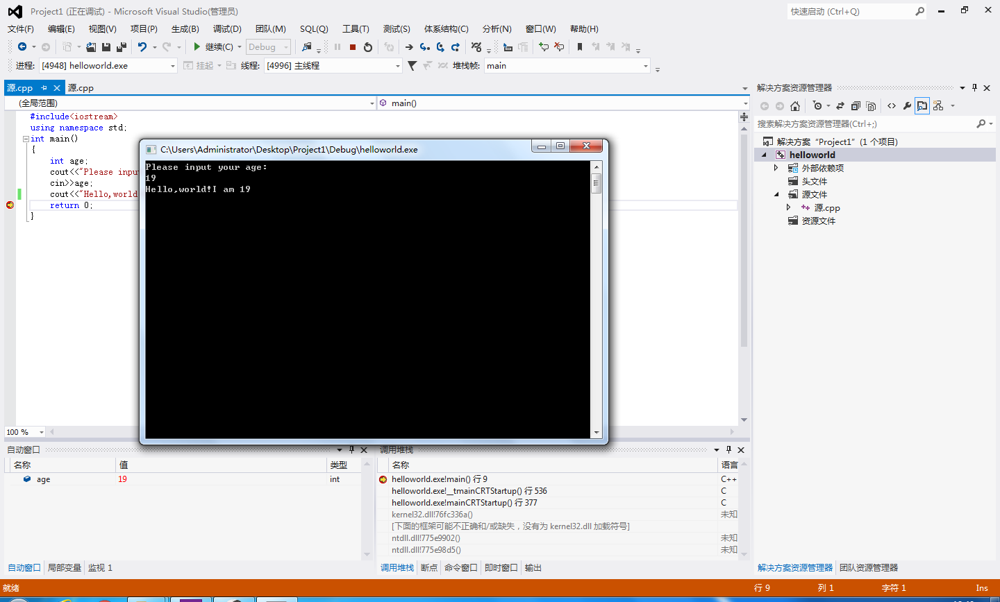 Project1 (正在调试) - Microsoft Visual Studio(管理员)
快速启动 (Ctrl+Q)
文件(F) 编辑(E) 视图(V) 项目(P) 生成(B) 调试(D) 团队(M) SQL(Q) 工具(T) 测试(S) 体系结构(C) 分析(N) 窗口(W) 帮助(H)
继续(C) Debug
进程: [4948] helloworld.exe 挂起 线程: [4996] 主线程 堆栈帧: main
源.cpp 源.cpp
(全局范围) main()
#include<iostream>
using namespace std;
int main()
{
int age;
cout<<"Please inpu
cin>>age;
cout<<"Hello,world
return 0;
}
C:\Users\Administrator\Desktop\Project1\Debug\helloworld.exe
Please input your age:
19
Hello,world!I am 19
100 %
自动窗口
名称 值 类型
age 19 int
自动窗口 局部变量 监视 1
调用堆栈
名称 语言
helloworld.exe!main() 行 9 C++
helloworld.exe!__tmainCRTStartup() 行 536 C
helloworld.exe!mainCRTStartup() 行 377 C
kernel32.dll!76fc336a() 未知
[下面的框架可能不正确和/或缺失，没有为 kernel32.dll 加载符号]
ntdll.dll!775e9902() 未知
ntdll.dll!775e98d5() 未知
调用堆栈 断点 命令窗口 即时窗口 输出
解决方案资源管理器
搜索解决方案资源管理器(Ctrl+;)
解决方案 "Project1" (1 个项目)
helloworld
外部依赖项
头文件
源文件
源.cpp
资源文件
解决方案资源管理器 团队资源管理器
就绪 行 9 列 1 字符 1 Ins